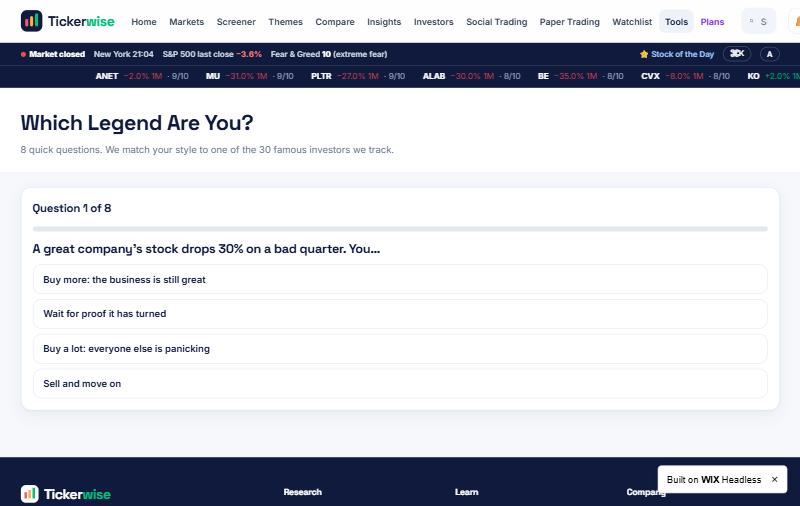 Tickerwise Home Markets Screener Themes Compare Insights Investors Social Trading Paper Trading Watchlist Tools Plans S
Market closed New York 21:04 S&P 500 last close −3.6% Fear & Greed 10 (extreme fear) Stock of the Day A
ANET −2.0% 1M · 9/10 MU −31.0% 1M · 9/10 PLTR −27.0% 1M · 9/10 ALAB −30.0% 1M · 8/10 BE −35.0% 1M · 8/10 CVX −8.0% 1M · 8/10 KO +2.0% 1M
Which Legend Are You?
8 quick questions. We match your style to one of the 30 famous investors we track.
Question 1 of 8
A great company's stock drops 30% on a bad quarter. You...
Buy more: the business is still great
Wait for proof it has turned
Buy a lot: everyone else is panicking
Sell and move on
Built on WIX Headless ×
Tickerwise Research Learn Company